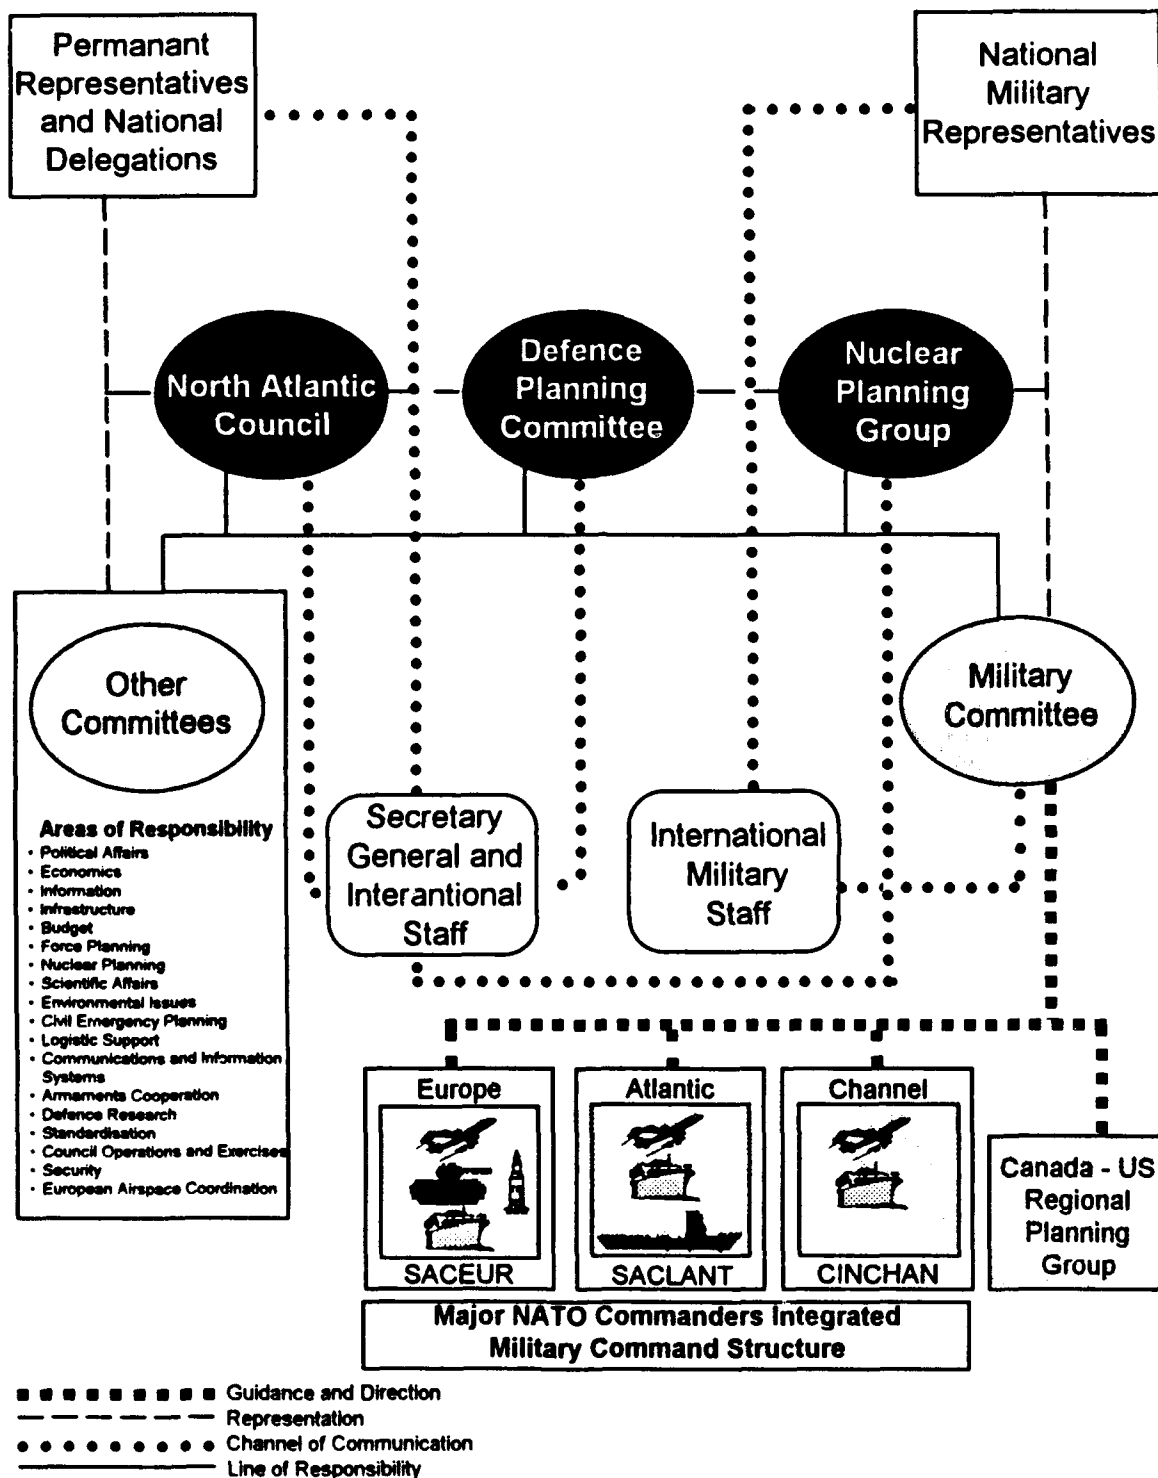 Permanant
Representatives
and National
Delegations
National
Military
Representatives
North Atlantic
Council
Defence
Planning
Committee
Nuclear
Planning
Group
Other
Committees
Areas of Responsibility
· Political Affairs
· Economics
· Information
· Infrastructure
· Budget
· Force Planning
· Nuclear Planning
· Scientific Affairs
· Environmental Issues
· Civil Emergency Planning
· Logistic Support
· Communications and Information
Systems
· Armaments Cooperation
· Defence Research
· Standardisation
· Council Operations and Exercises
· Security
· European Airspace Coordination
Military
Committee
Secretary
General and
Interantional
Staff
International
Military
Staff
Europe
SACEUR
Atlantic
SACLANT
Channel
CINCHAN
Canada - US
Regional
Planning
Group
Major NATO Commanders Integrated
Military Command Structure
Guidance and Direction
Representation
Channel of Communication
Line of Responsibility